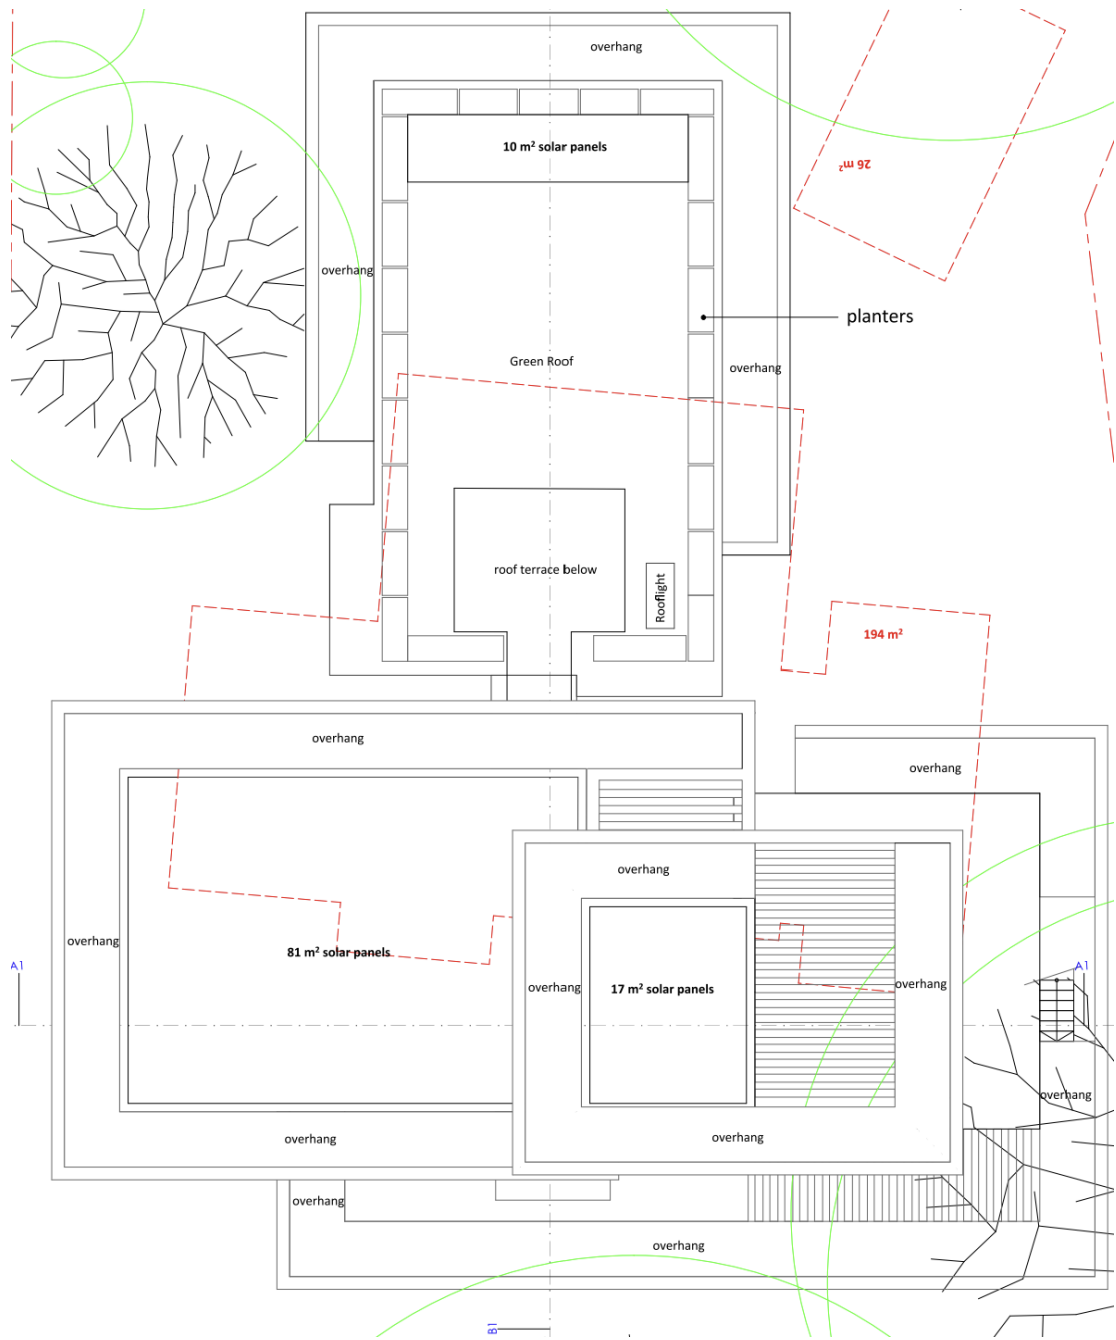 overhang
10 m² solar panels
26 m²
overhang
planters
Green Roof
overhang
roof terrace below
Rooflight
194 m²
overhang
overhang
overhang
overhang
81 m² solar panels
A1
A1
overhang
17 m² solar panels
overhang
overhang
overhang
overhang
overhang
overhang
B1